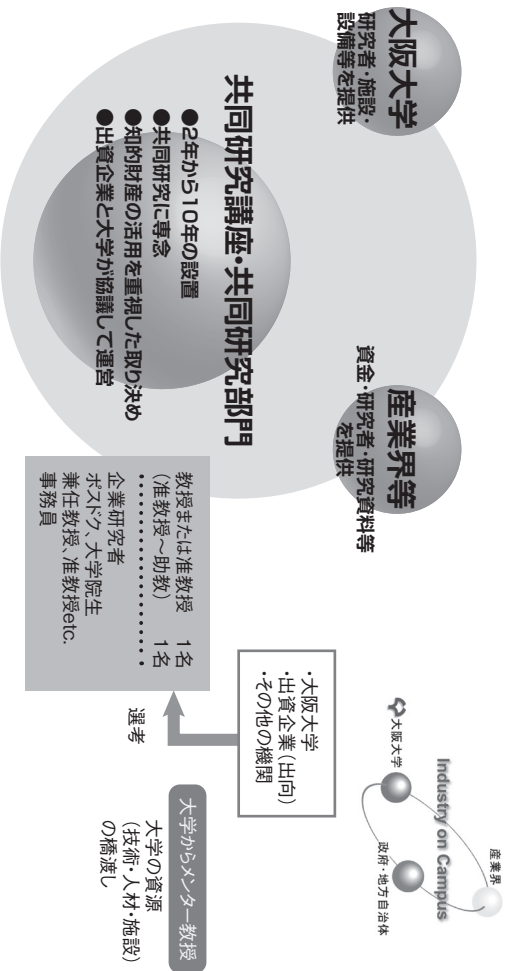 大阪大学
研究者・施設・
設備等を提供
産業界等
資金・研究者・研究資料等
を提供
共同研究講座・共同研究部門
●2年から10年の設置
●共同研究に専念
●知的財産の活用を重視した取り決め
●出資企業と大学が協議して運営
産業界
Industry on Campus
大阪大学
政府・地方自治体
・大阪大学
・出資企業(出向)
・その他の機関
選考
教授または准教授 1名
(准教授～助教) 1名
・・・・・・・・・・・・・・・
企業研究者
ポスドク、大学院生
兼任教授、准教授etc.
事務員
大学からメンター教授
大学の資源
(技術・人材・施設)
の橋渡し